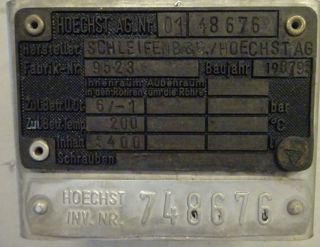 HOECHST AG.Nr. 01 48676
Hersteller SCHLEIFENB.&W./HOECHST AG
Fabrik-Nr. 9523 Baujahr 1979
Innenraum Außenraum
in den Rohren um die Rohre
Zul.Betr.Ü.Dr. 6/-1 bar
Zul.Betr.Temp. 200 °C
Inhalt 5400
Schrauben
HOECHST
INV. NR. 748676